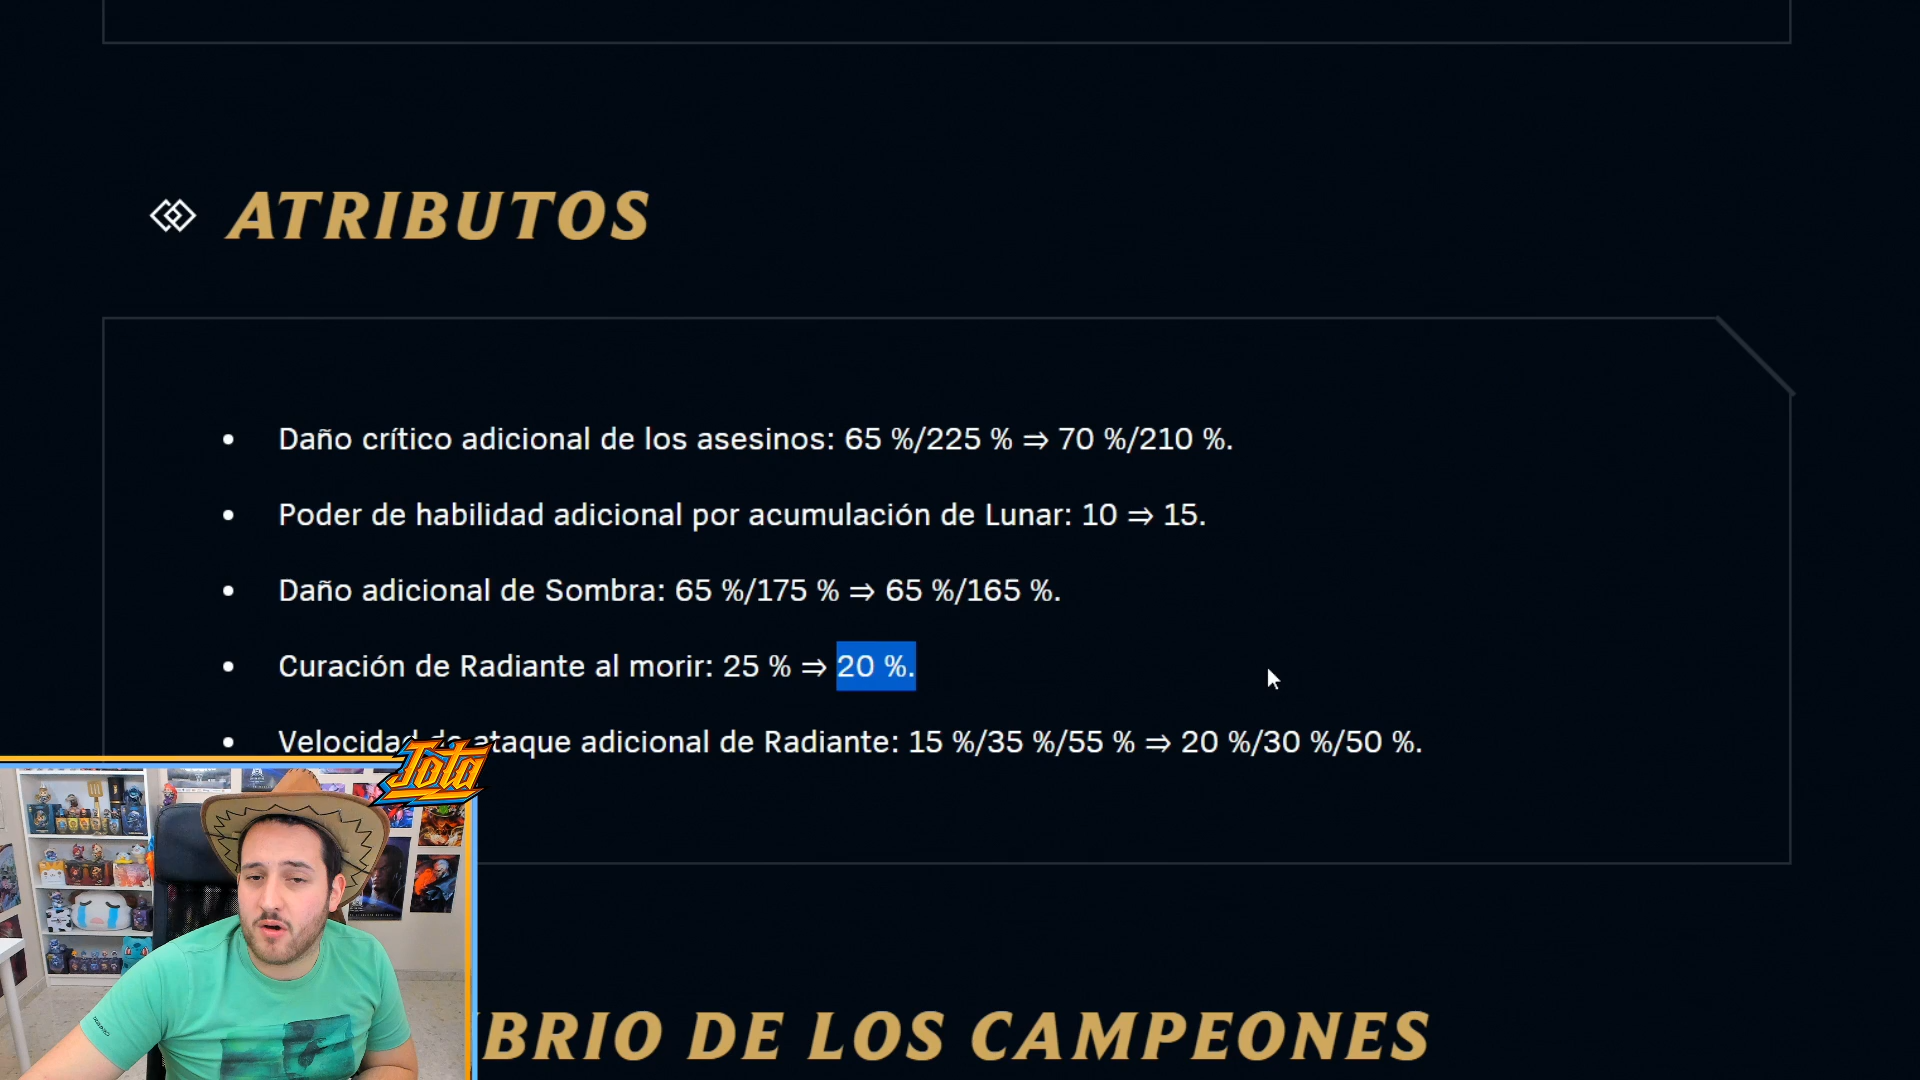 ATRIBUTOS
• Daño crítico adicional de los asesinos: 65 %/225 % ⇒ 70 %/210 %.
• Poder de habilidad adicional por acumulación de Lunar: 10 ⇒ 15.
• Daño adicional de Sombra: 65 %/175 % ⇒ 65 %/165 %.
• Curación de Radiante al morir: 25 % ⇒ 20 %.
• Velocidad de ataque adicional de Radiante: 15 %/35 %/55 % ⇒ 20 %/30 %/50 %.
Jota
BRIO DE LOS CAMPEONES